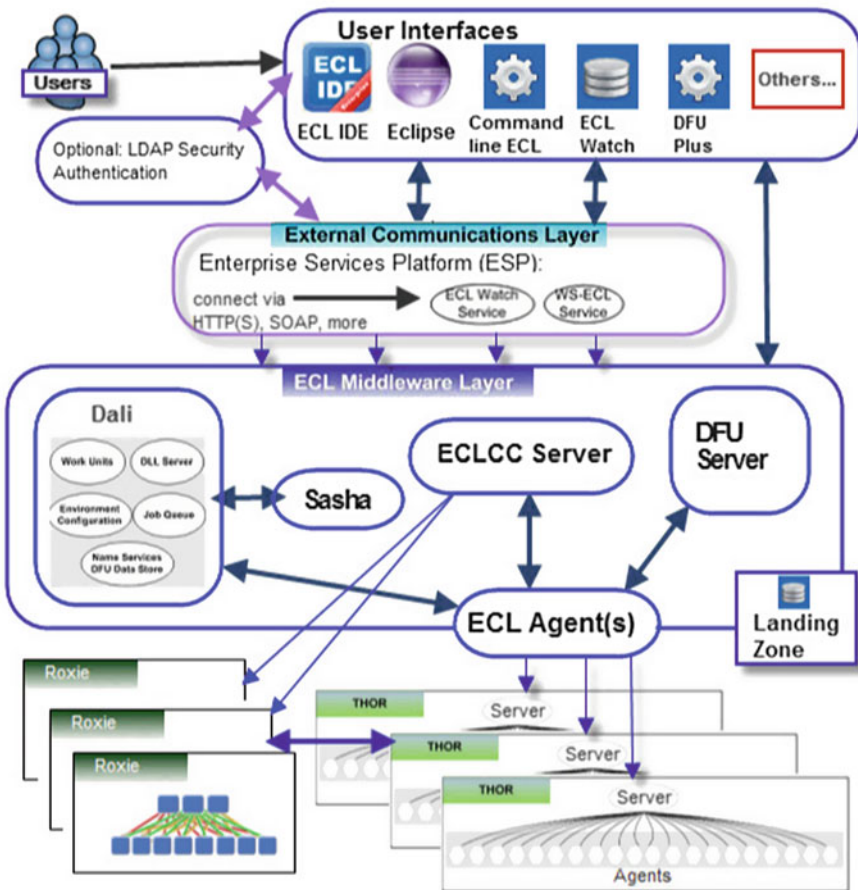 User Interfaces
Users
ECL
IDE
Enterprise
ECL IDE
Eclipse
Command
line ECL
ECL
Watch
DFU
Plus
Others...
Optional: LDAP Security
Authentication
External Communications Layer
Enterprise Services Platform (ESP):
connect via
HTTP(S), SOAP, more
ECL Watch
Service
WS-ECL
Service
ECL Middleware Layer
Dali
Work Units
DLL Server
Environment
Configuration
Job Queue
Name Services
DFU Data Store
Sasha
ECLCC Server
DFU
Server
ECL Agent(s)
Landing
Zone
Roxie
Roxie
Roxie
THOR
Server
THOR
Server
THOR
Server
Agents